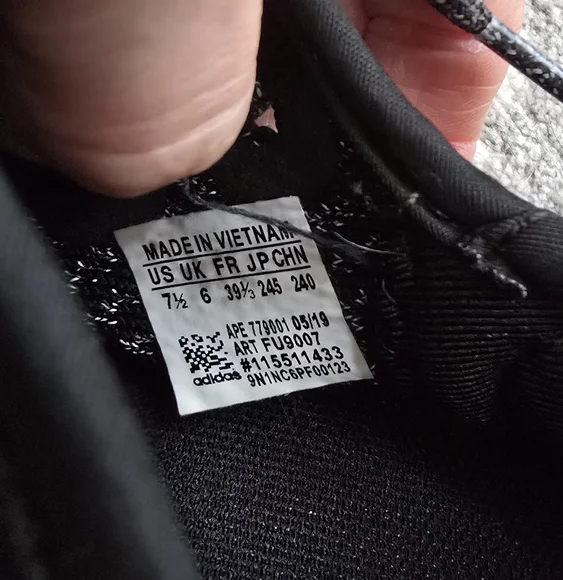 MADE IN VIETNAM
US UK FR JP CHN
7½ 6 39⅓ 245 240
APE 779001 05/19
ART FU9007
#115511433
adidas 9N1NC6PF00123